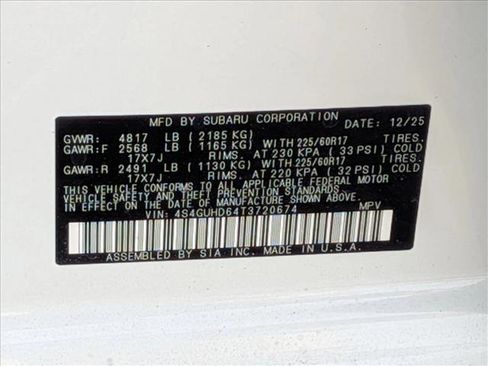 MFD BY SUBARU CORPORATION DATE: 12/25
GVWR: 4817 LB ( 2185 KG)
GAWR:F 2568 LB ( 1165 KG) WITH 225/60R17 TIRES.
17X7J RIMS. AT 230 KPA ( 33 PSI) COLD
GAWR:R 2491 LB ( 1130 KG) WITH 225/60R17 TIRES.
17X7J RIMS. AT 220 KPA ( 32 PSI) COLD
THIS VEHICLE CONFORMS TO ALL APPLICABLE FEDERAL MOTOR
VEHICLE SAFETY AND THEFT PREVENTION STANDARDS
IN EFFECT ON THE DATE OF MANUFACTURE SHOWN ABOVE.
VIN: 4S4GUHD64T3720674 MPV
ASSEMBLED BY SIA INC. MADE IN U.S.A.